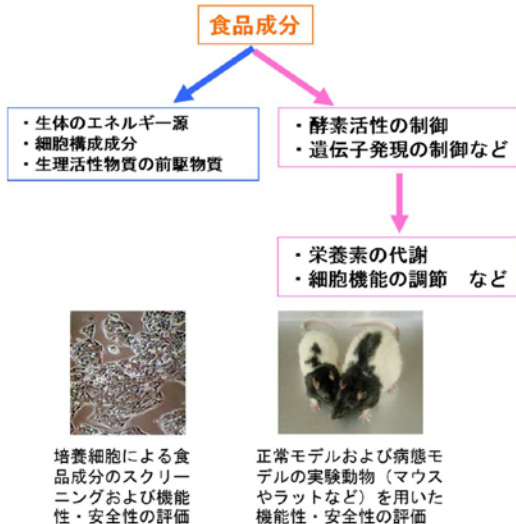 食品成分
・生体のエネルギー源
・細胞構成成分
・生理活性物質の前駆物質
・酵素活性の制御
・遺伝子発現の制御など
・栄養素の代謝
・細胞機能の調節　など
培養細胞による食
品成分のスクリー
ニングおよび機能
性・安全性の評価
正常モデルおよび病態モ
デルの実験動物（マウス
やラットなど）を用いた
機能性・安全性の評価